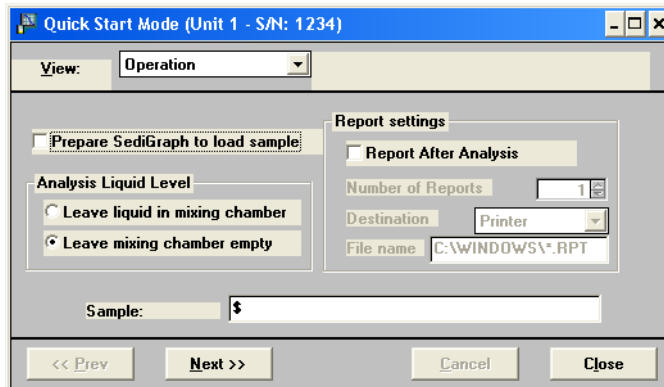 Quick Start Mode (Unit 1 - S/N: 1234)
View: Operation
Prepare SediGraph to load sample
Analysis Liquid Level
Leave liquid in mixing chamber
Leave mixing chamber empty
Report settings
Report After Analysis
Number of Reports 1
Destination Printer
File name C:\WINDOWS\*.RPT
Sample: $
<< Prev Next >> Cancel Close